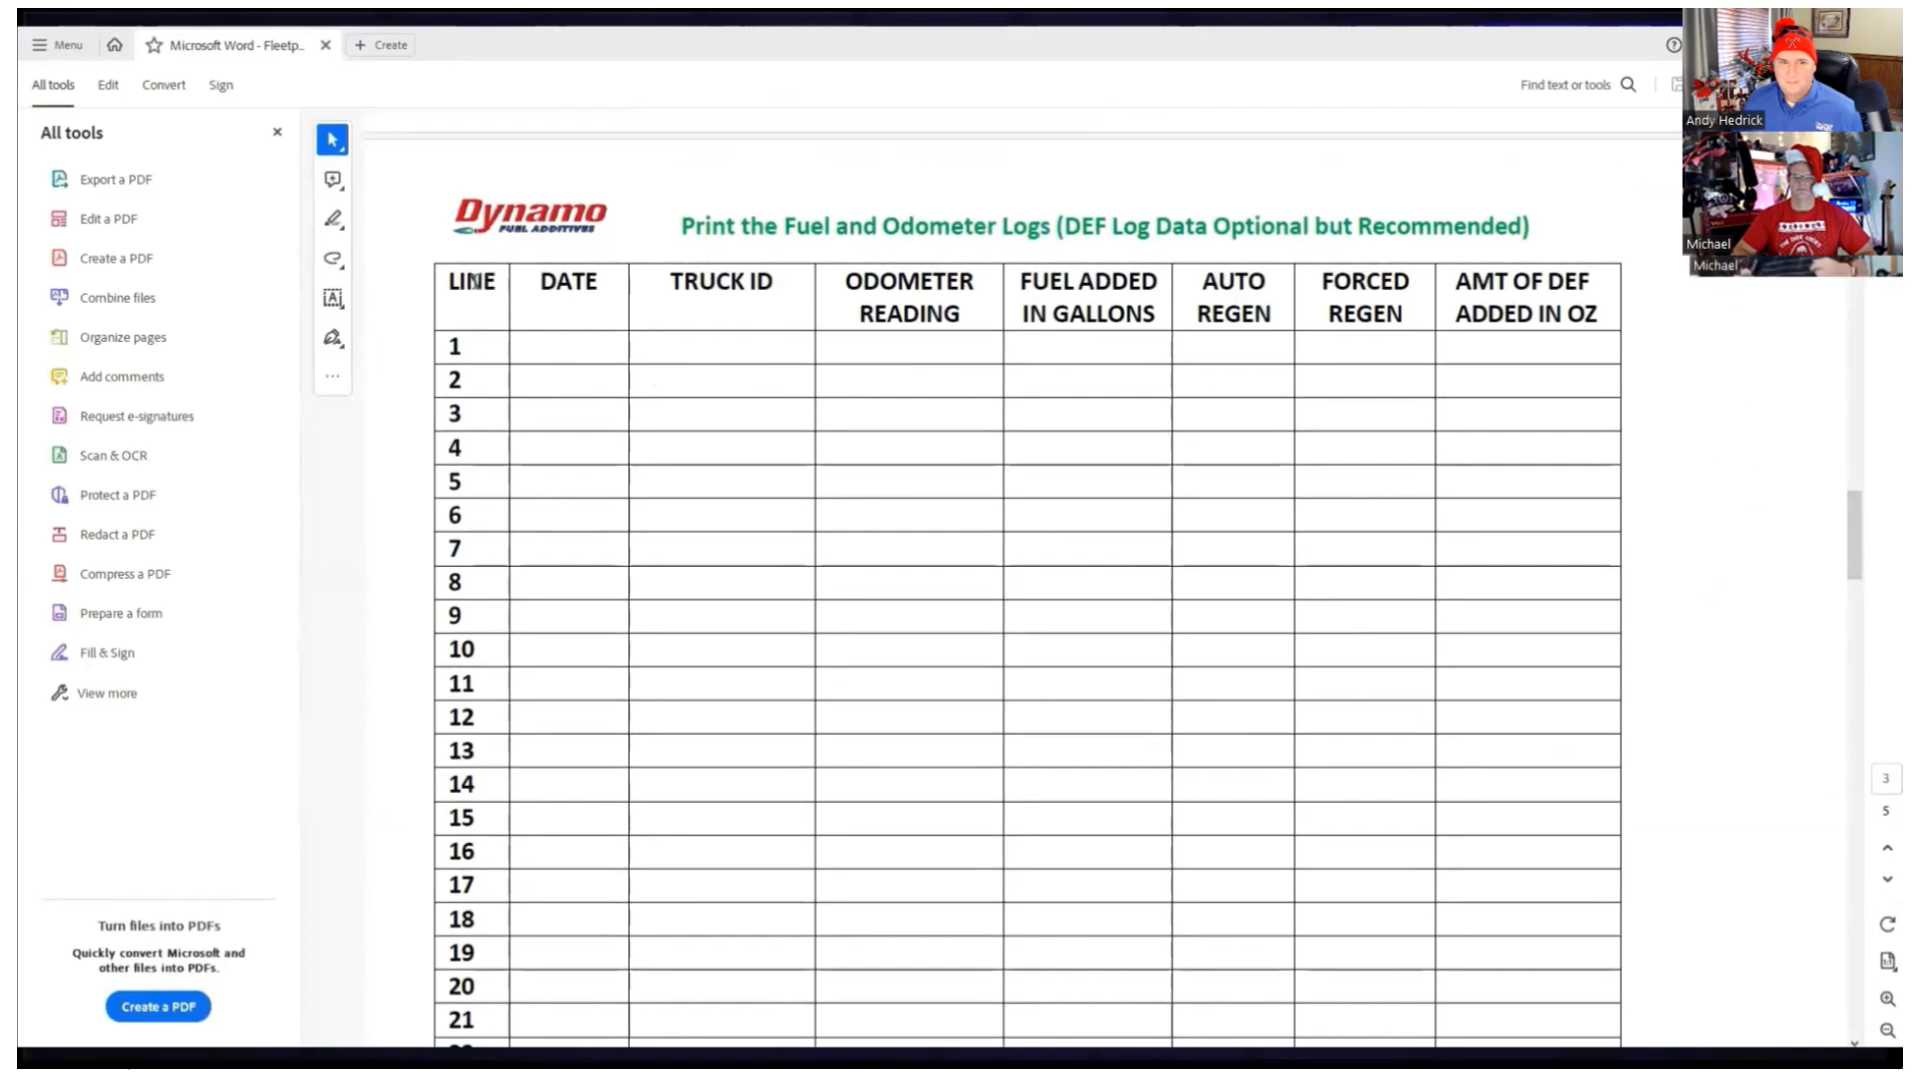 Menu
Microsoft Word - Fleetp...
Create
All tools
Edit
Convert
Sign
Find text or tools
All tools
Export a PDF
Edit a PDF
Create a PDF
Combine files
Organize pages
Add comments
Request e-signatures
Scan & OCR
Protect a PDF
Redact a PDF
Compress a PDF
Prepare a form
Fill & Sign
View more
Turn files into PDFs
Quickly convert Microsoft and
other files into PDFs.
Create a PDF
Dynamo
FUEL ADDITIVES
Print the Fuel and Odometer Logs (DEF Log Data Optional but Recommended)
LINE DATE TRUCK ID ODOMETER READING FUEL ADDED IN GALLONS AUTO REGEN FORCED REGEN AMT OF DEF ADDED IN OZ
1
2
3
4
5
6
7
8
9
10
11
12
13
14
15
16
17
18
19
20
21
Andy Hedrick
Michael
Michael
3
5